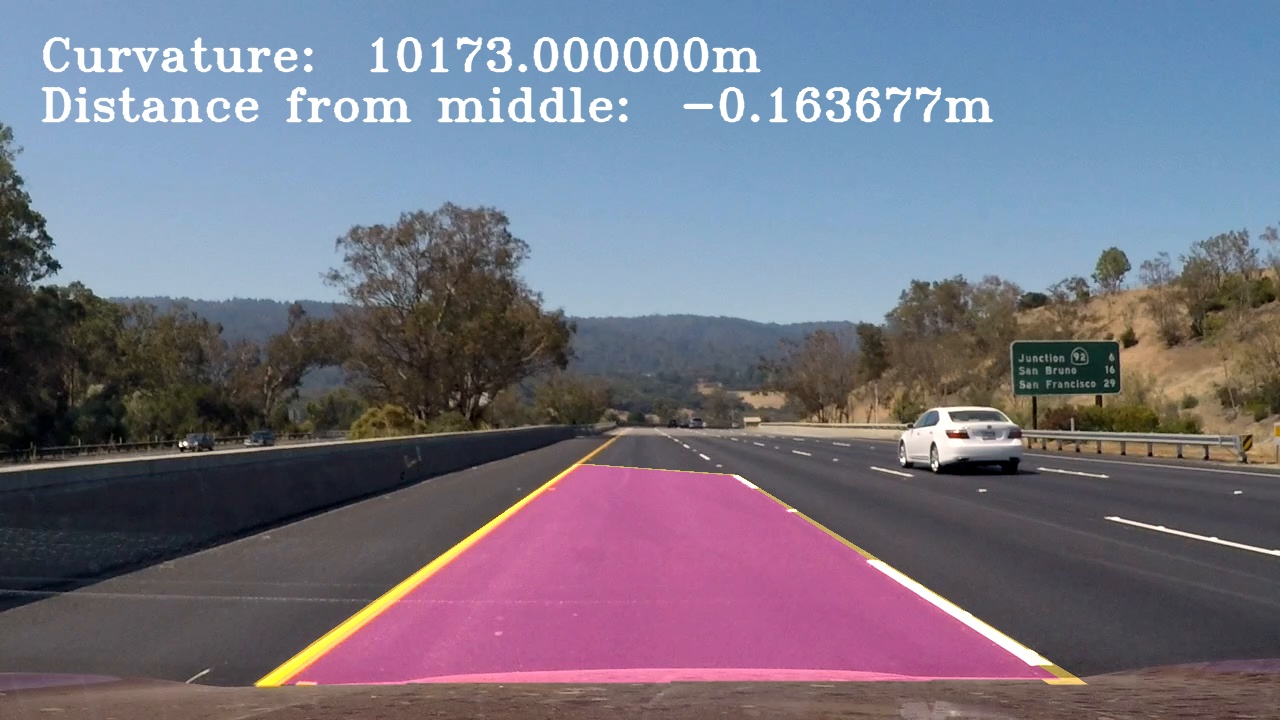 Curvature: 10173.000000m
Distance from middle: -0.163677m
Junction 92 6
San Bruno 16
San Francisco 29